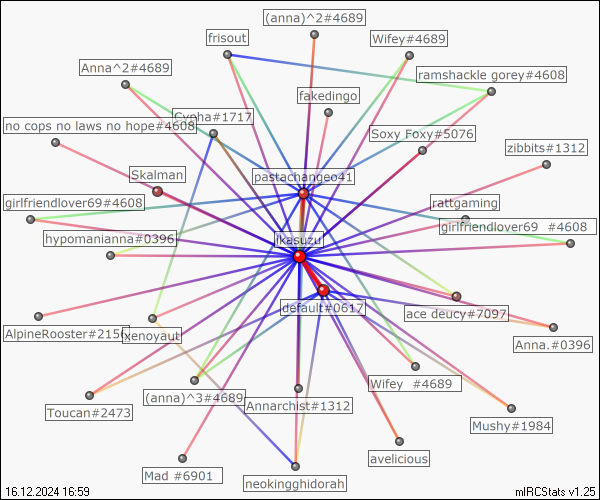 (anna)^2#4689
frisout
Wifey#4689
Anna^2#4689
ramshackle gorey#4608
fakedingo
Cypha#1717
no cops no laws no hope#4608
Soxy Foxy#5076
zibbits#1312
Skalman
pastachangeo41
girlfriendlover69#4608
rattgaming
girlfriendlover69_#4608
hypomanianna#0396
Ikasuzu
default#0617
ace deucy#7097
AlpineRooster#2150
xenoyaut
Anna.#0396
Wifey  #4689
(anna)^3#4689
Annarchist#1312
Toucan#2473
Mushy#1984
avelicious
Mad #6901
neokingghidorah
16.12.2024 16:59
mIRCStats v1.25